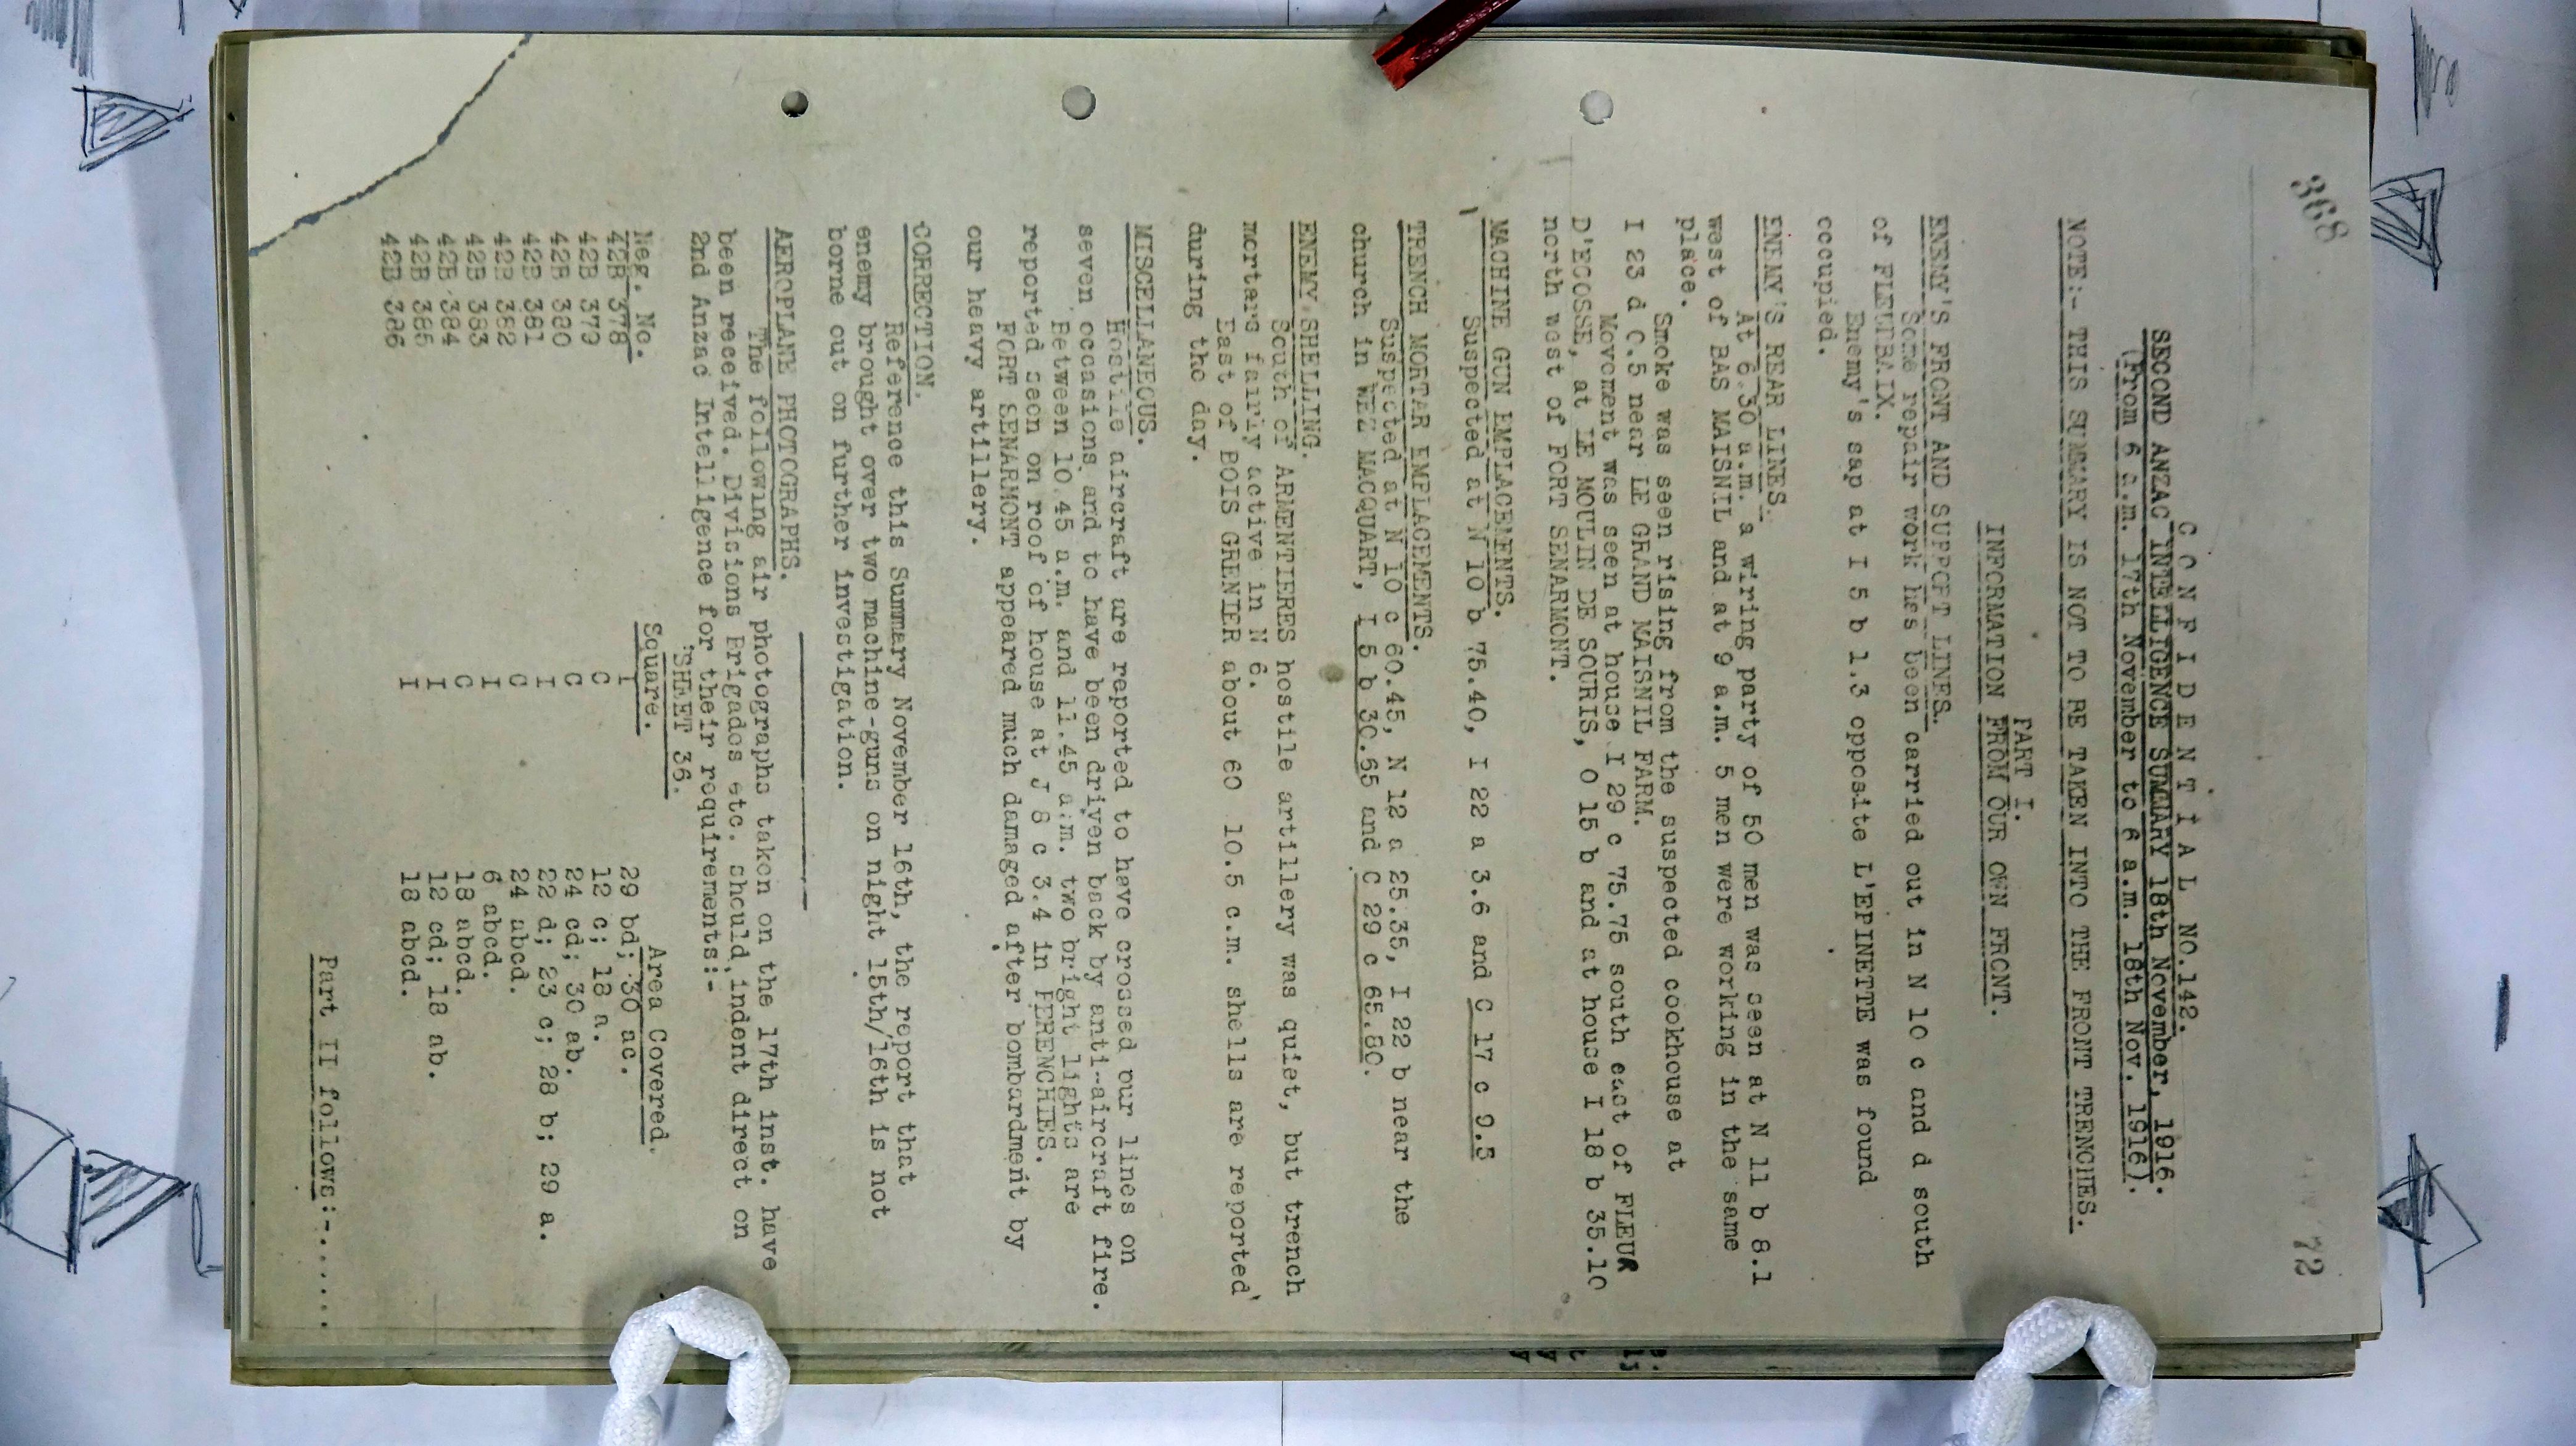 368
72
C O N F I D E N T I A L NO.142.
SECOND ANZAC INTELLIGENCE SUMMARY 18th November, 1916.
(From 6 a.m. 17th November to 6 a.m. 18th Nov. 1916).
NOTE:- THIS SUMMARY IS NOT TO BE TAKEN INTO THE FRONT TRENCHES.
PART I.
INFORMATION FROM OUR OWN FRONT.
ENEMY'S FRONT AND SUPPORT LINES.
Some repair work has been carried out in N 10 c and d south
of FLEURBAIX.
Enemy's sap at I 5 b 1.3 opposite L'EPINETTE was found
occupied.
ENEMY'S REAR LINES.
At 6.30 a.m. a wiring party of 50 men was seen at N 11 b 8.1
west of BAS MAISNIL and at 9 a.m. 5 men were working in the same
place.
Smoke was seen rising from the suspected cookhouse at
I 23 d 0.5 near LE GRAND MAISNIL FARM.
Movement was seen at house I 29 c 75.75 south east of FLEUR
D'ECOSSE, at LE MOULIN DE SOURIS, O 15 b and at house I 18 b 35.10
north west of FORT SENARMONT.
MACHINE GUN EMPLACEMENTS.
Suspected at N 10 b 75.40, I 22 a 3.6 and C 17 c 9.5
TRENCH MORTAR EMPLACEMENTS.
Suspected at N 10 c 60.45, N 12 a 25.35, I 22 b near the
church in WEZ MACQUART, I 5 b 30.65 and C 29 c 65.80.
ENEMY SHELLING.
South of ARMENTIERES hostile artillery was quiet, but trench
mortars fairly active in N 6.
East of BOIS GRENIER about 60 10.5 c.m. shells are reported
during the day.
MISCELLANEOUS.
Hostile aircraft are reported to have crossed our lines on
seven occasions and to have been driven back by anti-aircraft fire.
Between 10.45 a.m. and 11.45 a.m. two bright lights are
reported seen on roof of house at J 8 c 3.4 in PERENCHIES.
FORT SENARMONT appeared much damaged after bombardment by
our heavy artillery.
CORRECTION.
Reference this Summary November 16th, the report that
enemy brought over two machine-guns on night 15th/16th is not
borne out on further investigation.
AEROPLANE PHOTOGRAPHS.
The following air photographs taken on the 17th inst. have
been received. Divisions Brigades etc. should indent direct on
2nd Anzac Intelligence for their requirements:-
SHEET 36.
Neg. No. Square. Area Covered.
42B 378 I 29 bd; 30 ac.
42B 379 C 12 c; 18 a.
42B 380 C 24 cd; 30 ab.
42B 381 I 22 d; 23 c; 28 b; 29 a.
42B 382 C 24 abcd.
42B 383 I 6 abcd.
42B 384 C 18 abcd.
42B 385 I 12 cd; 18 ab.
42B 386 I 18 abcd.
Part II follows:-......